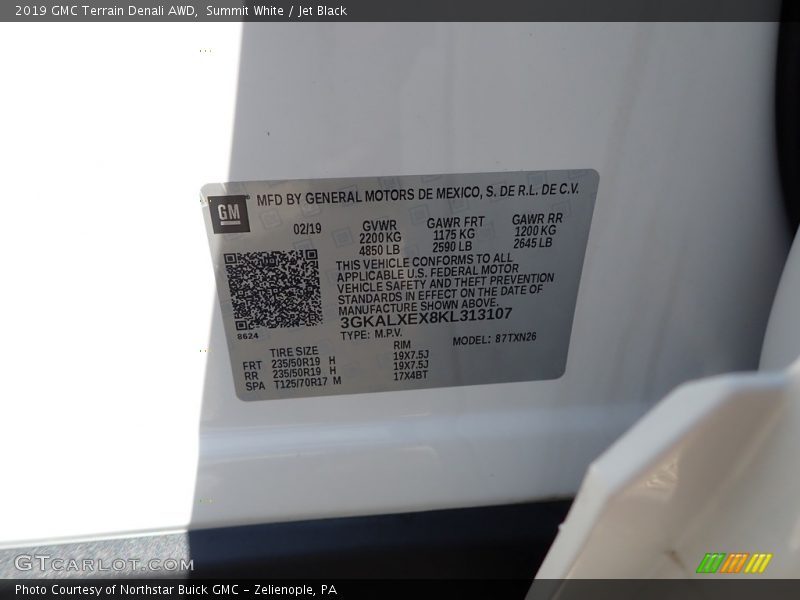 2019 GMC Terrain Denali AWD,  Summit White / Jet Black
GM
MFD BY GENERAL MOTORS DE MEXICO, S. DE R.L. DE C.V.
02/19 GVWR GAWR FRT GAWR RR
2200 KG 1175 KG 1200 KG
4850 LB 2590 LB 2645 LB
THIS VEHICLE CONFORMS TO ALL
APPLICABLE U.S. FEDERAL MOTOR
VEHICLE SAFETY AND THEFT PREVENTION
STANDARDS IN EFFECT ON THE DATE OF
MANUFACTURE SHOWN ABOVE.
3GKALXEX8KL313107
8624
TYPE: M.P.V. MODEL: 87TXN26
TIRE SIZE RIM
FRT 235/50R19 H 19X7.5J
RR 235/50R19 H 19X7.5J
SPA T125/70R17 M 17X4BT
GTCARLOT.COM
Photo Courtesy of Northstar Buick GMC - Zelienople, PA